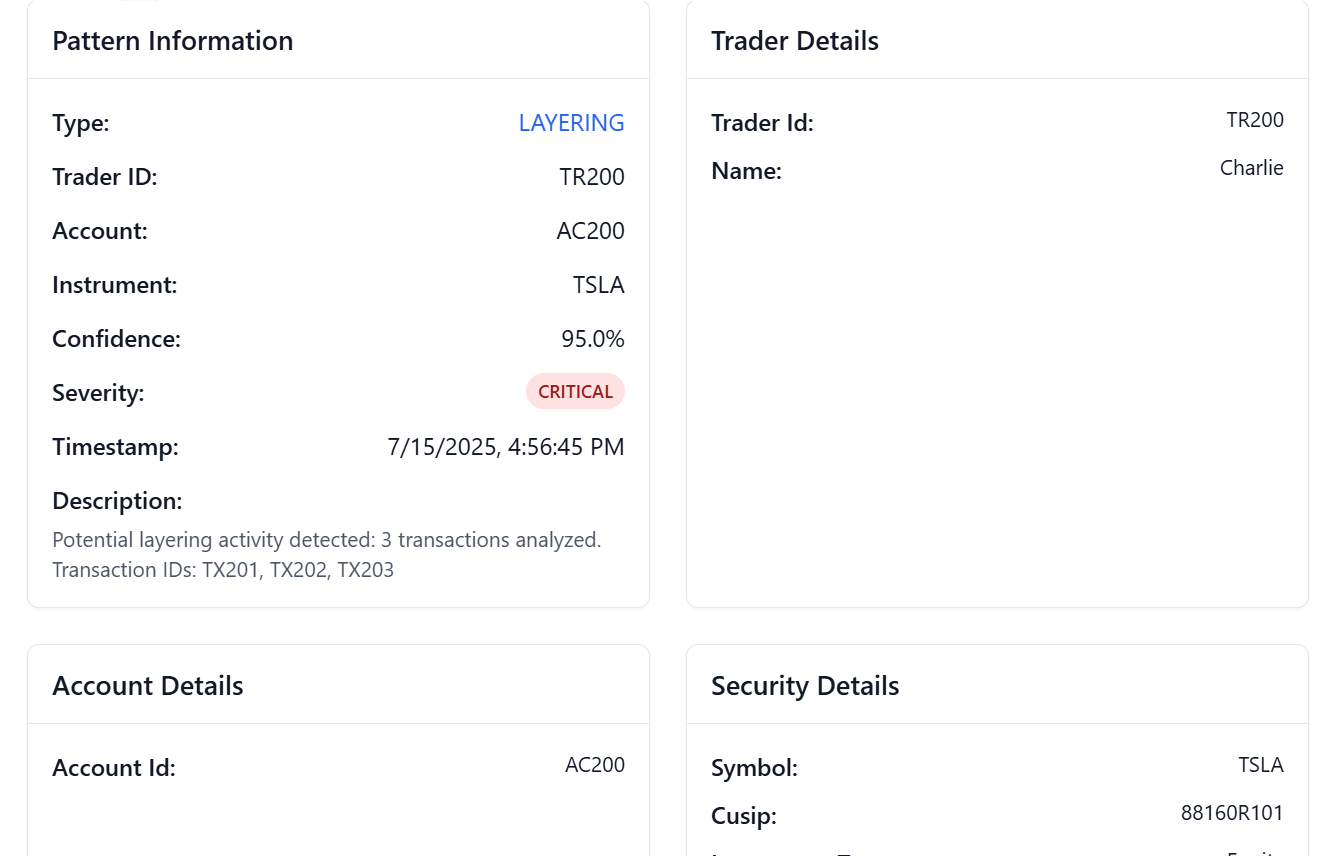 Pattern Information
Type: LAYERING
Trader ID: TR200
Account: AC200
Instrument: TSLA
Confidence: 95.0%
Severity: CRITICAL
Timestamp: 7/15/2025, 4:56:45 PM
Description:
Potential layering activity detected: 3 transactions analyzed.
Transaction IDs: TX201, TX202, TX203
Trader Details
Trader Id: TR200
Name: Charlie
Account Details
Account Id: AC200
Security Details
Symbol: TSLA
Cusip: 88160R101